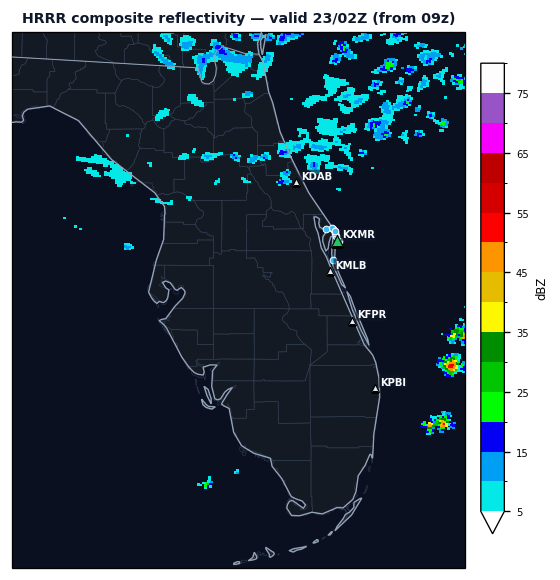 HRRR composite reflectivity — valid 23/02Z (from 09z)
KDAB
KXMR
KMLB
KFPR
KPBI
75
65
55
45
35
25
15
5
dBZ